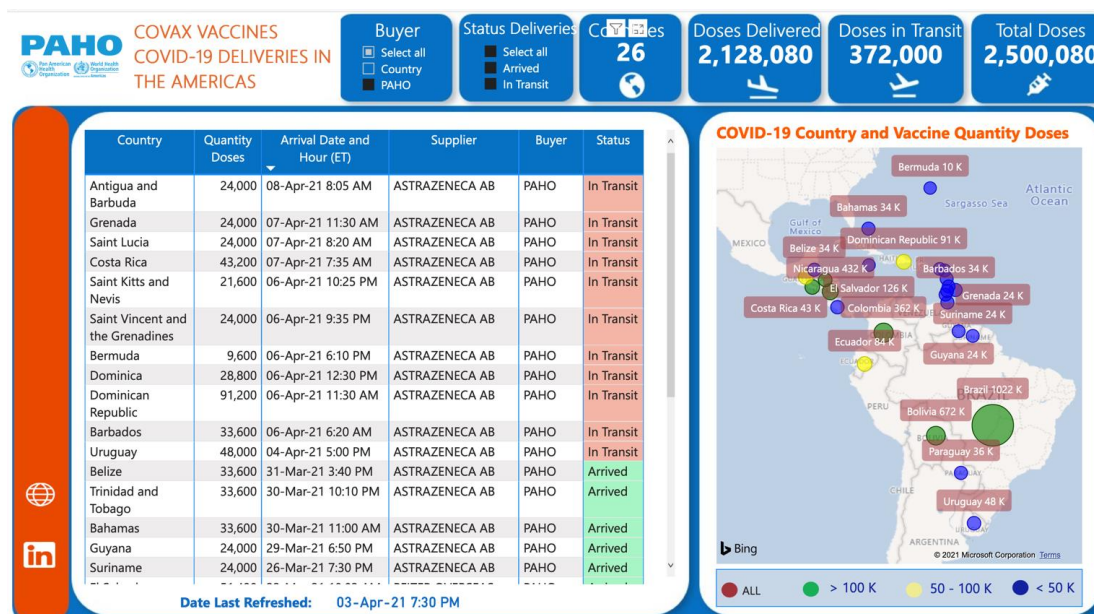 PAHO
Pan American Health Organization
World Health Organization
Americas
COVAX VACCINES
COVID-19 DELIVERIES IN
THE AMERICAS
Buyer
Select all
Country
PAHO
Status Deliveries
Select all
Arrived
In Transit
26
Doses Delivered
2,128,080
Doses in Transit
372,000
Total Doses
2,500,080
Country Quantity Doses Arrival Date and Hour (ET) Supplier Buyer Status
Antigua and Barbuda 24,000 08-Apr-21 8:05 AM ASTRAZENECA AB PAHO In Transit
Grenada 24,000 07-Apr-21 11:30 AM ASTRAZENECA AB PAHO In Transit
Saint Lucia 24,000 07-Apr-21 8:20 AM ASTRAZENECA AB PAHO In Transit
Costa Rica 43,200 07-Apr-21 7:35 AM ASTRAZENECA AB PAHO In Transit
Saint Kitts and Nevis 21,600 06-Apr-21 10:25 PM ASTRAZENECA AB PAHO In Transit
Saint Vincent and the Grenadines 24,000 06-Apr-21 9:35 PM ASTRAZENECA AB PAHO In Transit
Bermuda 9,600 06-Apr-21 6:10 PM ASTRAZENECA AB PAHO In Transit
Dominica 28,800 06-Apr-21 12:30 PM ASTRAZENECA AB PAHO In Transit
Dominican Republic 91,200 06-Apr-21 11:30 AM ASTRAZENECA AB PAHO In Transit
Barbados 33,600 06-Apr-21 6:20 AM ASTRAZENECA AB PAHO In Transit
Uruguay 48,000 04-Apr-21 5:00 PM ASTRAZENECA AB PAHO In Transit
Belize 33,600 31-Mar-21 3:40 PM ASTRAZENECA AB PAHO Arrived
Trinidad and Tobago 33,600 30-Mar-21 10:10 PM ASTRAZENECA AB PAHO Arrived
Bahamas 33,600 30-Mar-21 11:00 AM ASTRAZENECA AB PAHO Arrived
Guyana 24,000 29-Mar-21 6:50 PM ASTRAZENECA AB PAHO Arrived
Suriname 24,000 26-Mar-21 7:30 PM ASTRAZENECA AB PAHO Arrived
Date Last Refreshed: 03-Apr-21 7:30 PM
in
COVID-19 Country and Vaccine Quantity Doses
Bermuda 10 K
Atlantic
Ocean
Sargasso Sea
Bahamas 34 K
Gulf of
Mexico
MEXICO
Dominican Republic 91 K
Belize 34 K
Nicaragua 432 K
Barbados 34 K
El Salvador 126 K
Grenada 24 K
Costa Rica 43 K
Colombia 362 K
Suriname 24 K
Ecuador 84 K
Guyana 24 K
Brazil 1022 K
PERU
Bolivia 672 K
Paraguay 36 K
CHILE
Uruguay 48 K
ARGENTINA
Bing
© 2021 Microsoft Corporation Terms
ALL
> 100 K
50 - 100 K
< 50 K